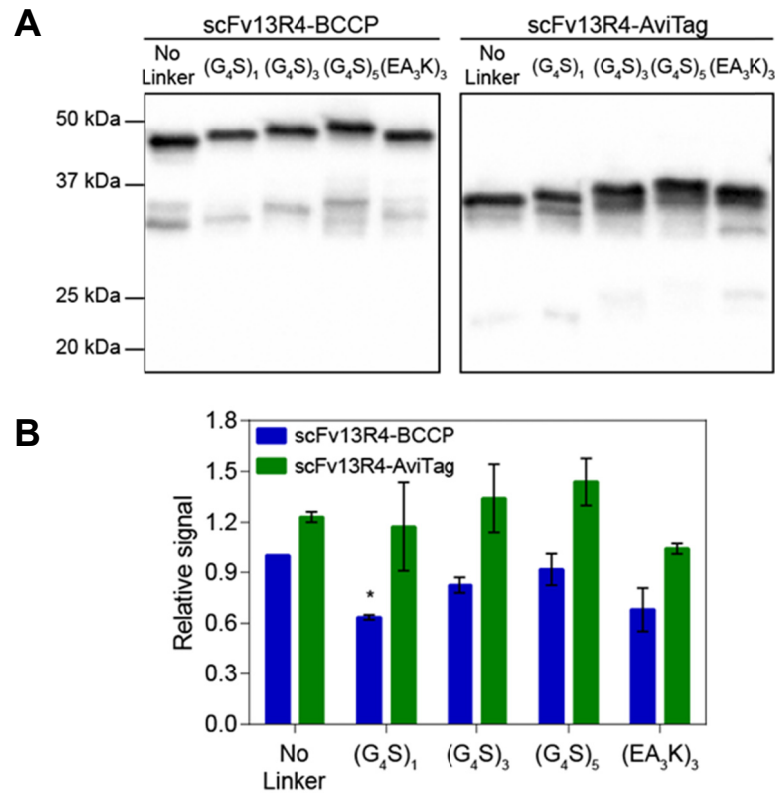 A
scFv13R4-BCCP
scFv13R4-AviTag
No
Linker
(G₄S)₁
(G₄S)₃
(G₄S)₅
(EA₃K)₃
No
Linker
(G₄S)₁
(G₄S)₃
(G₄S)₅
(EA₃K)₃
50 kDa
37 kDa
25 kDa
20 kDa
B
1.8
1.5
1.2
0.9
0.6
0.3
0.0
Relative signal
scFv13R4-BCCP
scFv13R4-AviTag
*
No
Linker
(G₄S)₁
(G₄S)₃
(G₄S)₅
(EA₃K)₃